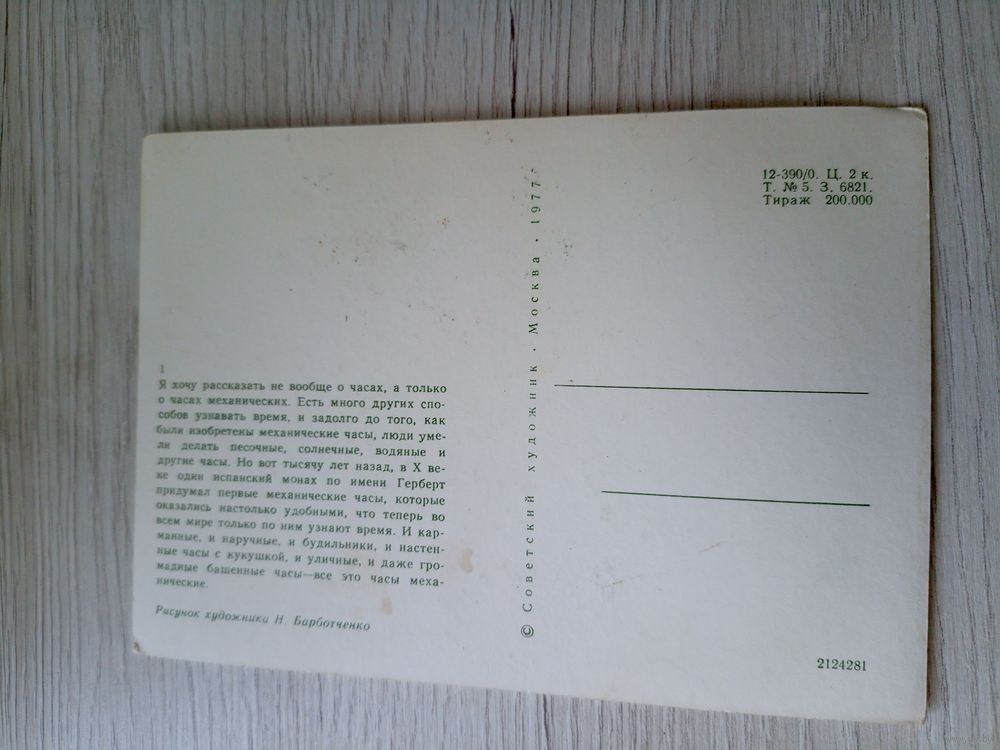 1
Я хочу рассказать не вообще о часах, а только
о часах механических. Есть много других спо-
собов узнавать время, и задолго до того, как
были изобретены механические часы, люди уме-
ли делать песочные, солнечные, водяные и
другие часы. Но вот тысячу лет назад, в X ве-
ке один испанский монах по имени Герберт
придумал первые механические часы, которые
оказались настолько удобными, что теперь во
всем мире только по ним узнают время. И кар-
манные, и наручные, и будильники, и настен-
ные часы с кукушкой, и уличные, и даже гро-
мадные башенные часы—все это часы меха-
нические.
Рисунок художника Н. Барботченко
© Советский художник · Москва · 1977
12-390/0. Ц. 2 к.
Т. № 5. З. 6821.
Тираж 200.000
2124281